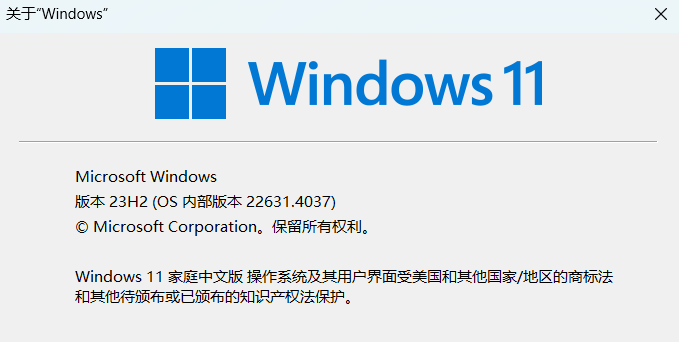 关于“Windows”
Windows 11
Microsoft Windows
版本 23H2 (OS 内部版本 22631.4037)
© Microsoft Corporation。保留所有权利。
Windows 11 家庭中文版 操作系统及其用户界面受美国和其他国家/地区的商标法
和其他待颁布或已颁布的知识产权法保护。